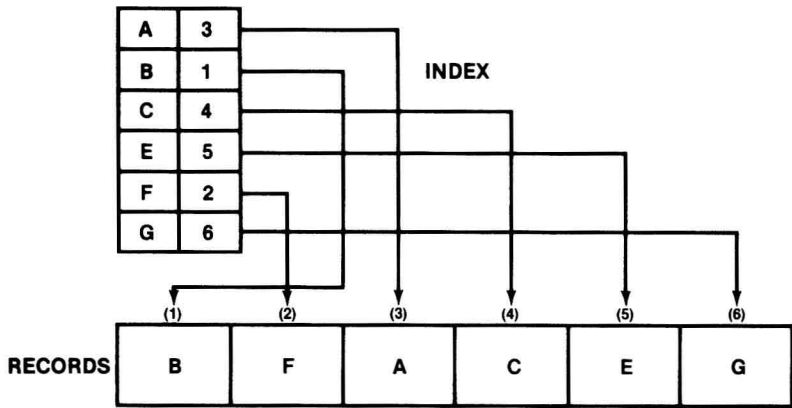 A 3
B 1
INDEX
C 4
E 5
F 2
G 6
(1) (2) (3) (4) (5) (6)
RECORDS B F A C E G